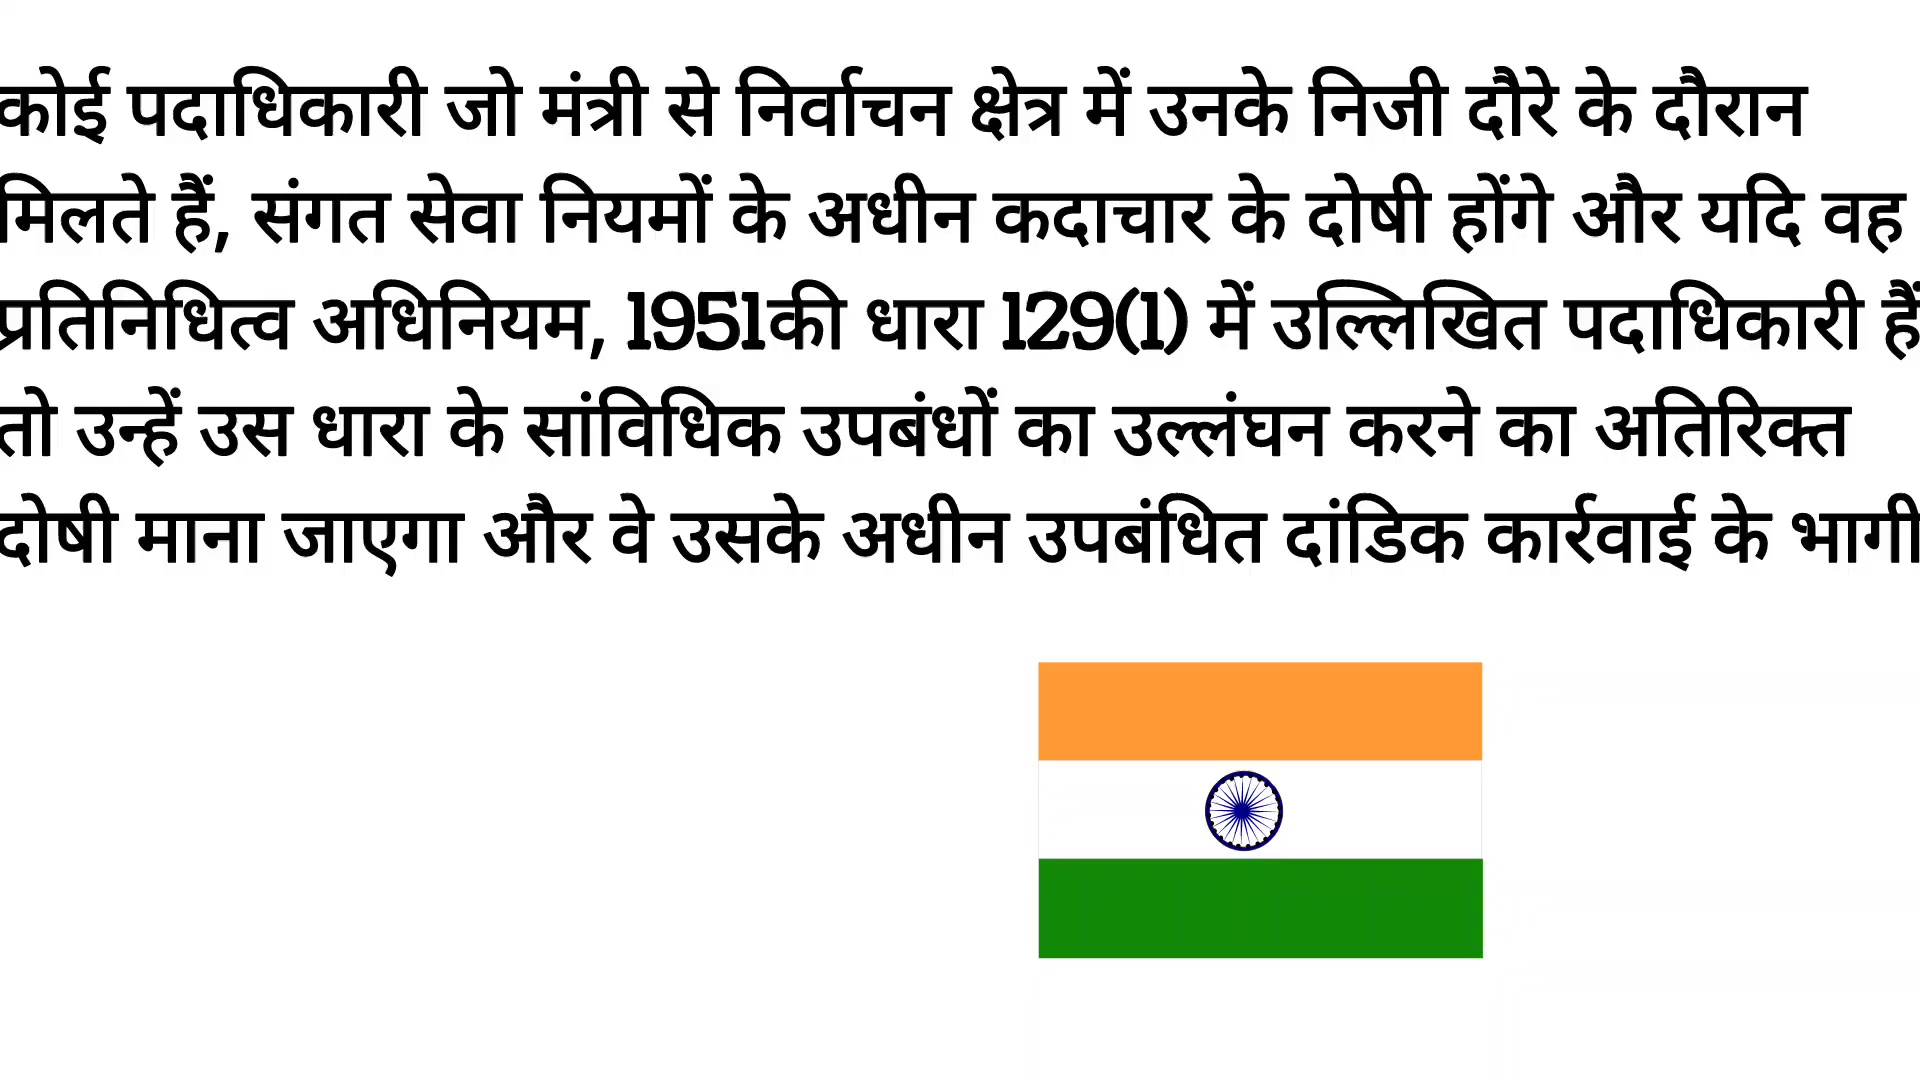 कोई पदाधिकारी जो मंत्री से निर्वाचन क्षेत्र में उनके निजी दौरे के दौरान
मिलते हैं, संगत सेवा नियमों के अधीन कदाचार के दोषी होंगे और यदि वह
प्रतिनिधित्व अधिनियम, 1951की धारा 129(1) में उल्लिखित पदाधिकारी हैं
तो उन्हें उस धारा के सांविधिक उपबंधों का उल्लंघन करने का अतिरिक्त
दोषी माना जाएगा और वे उसके अधीन उपबंधित दांडिक कार्रवाई के भागी